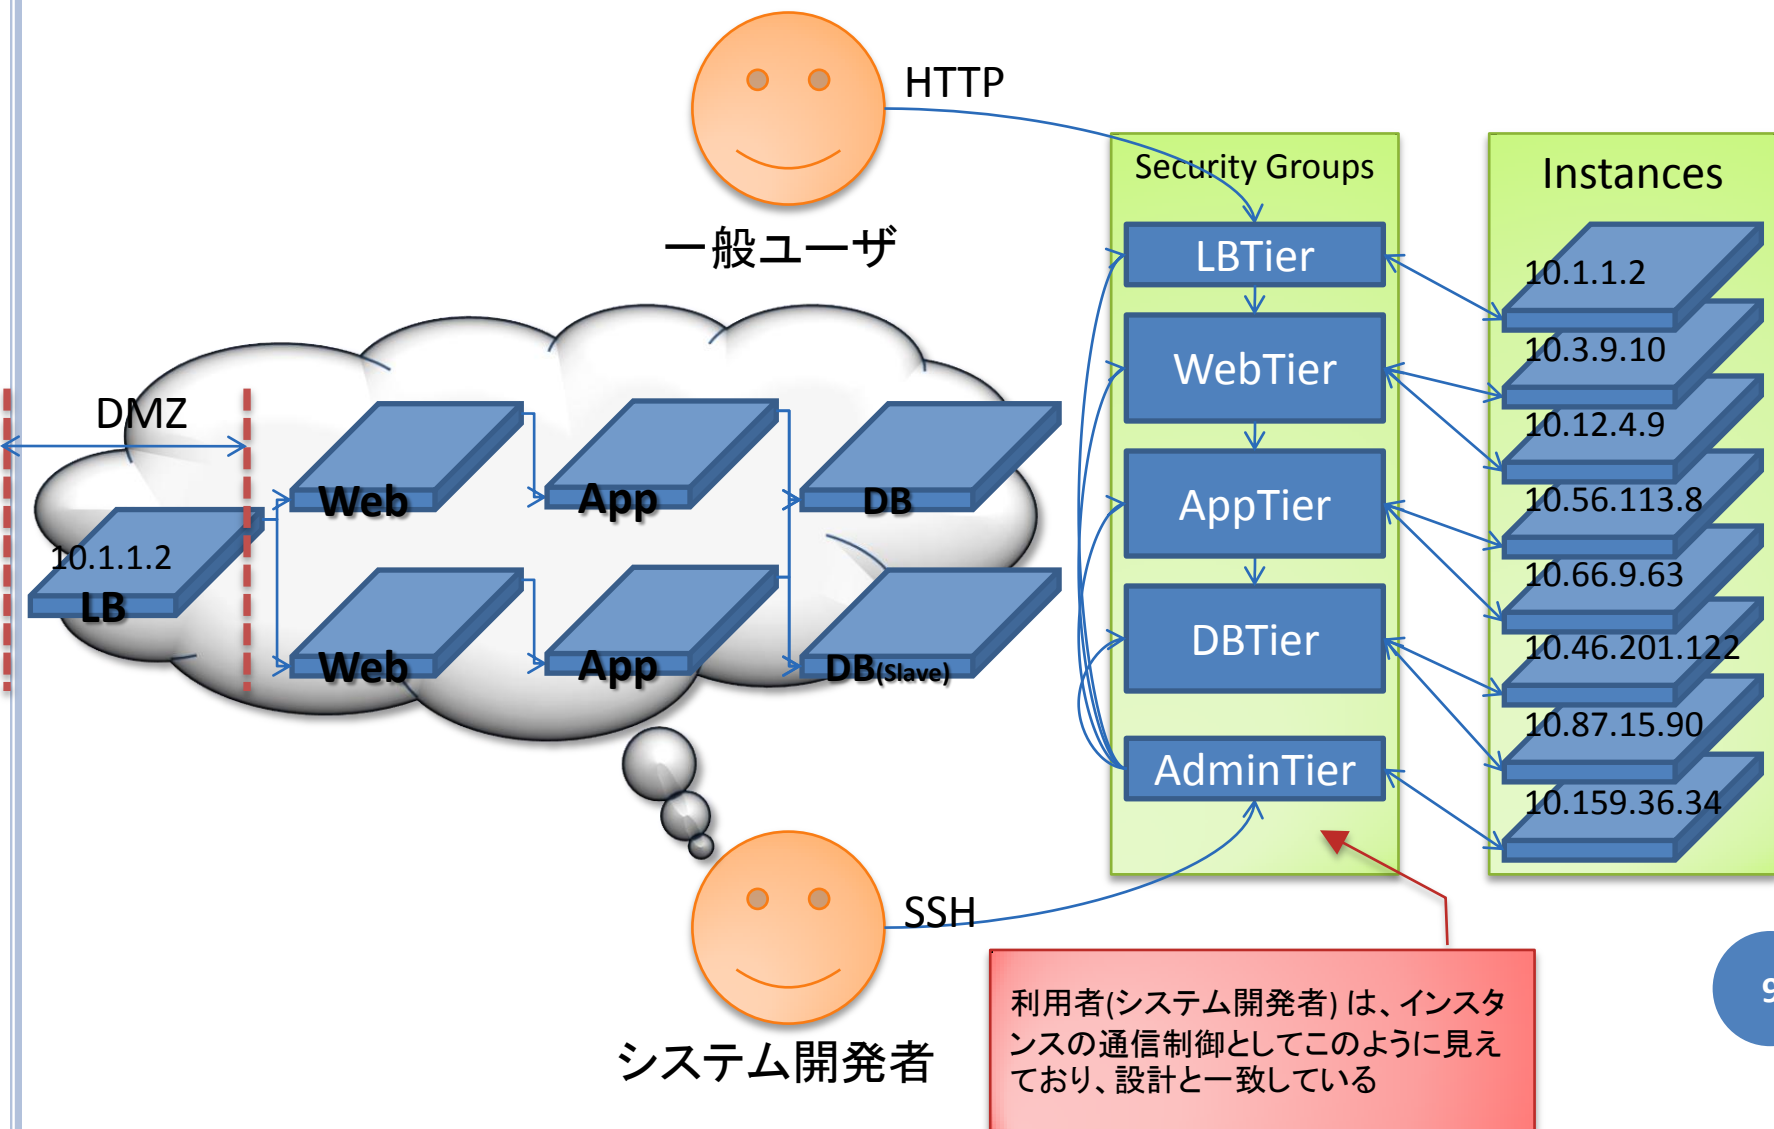 HTTP
一般ユーザ
DMZ
Web
App
DB
10.1.1.2
LB
Web
App
DB(Slave)
Security Groups
LBTier
WebTier
AppTier
DBTier
AdminTier
Instances
10.1.1.2
10.3.9.10
10.12.4.9
10.56.113.8
10.66.9.63
10.46.201.122
10.87.15.90
10.159.36.34
SSH
システム開発者
利用者(システム開発者) は、インスタ
ンスの通信制御としてこのように見え
ており、設計と一致している
9